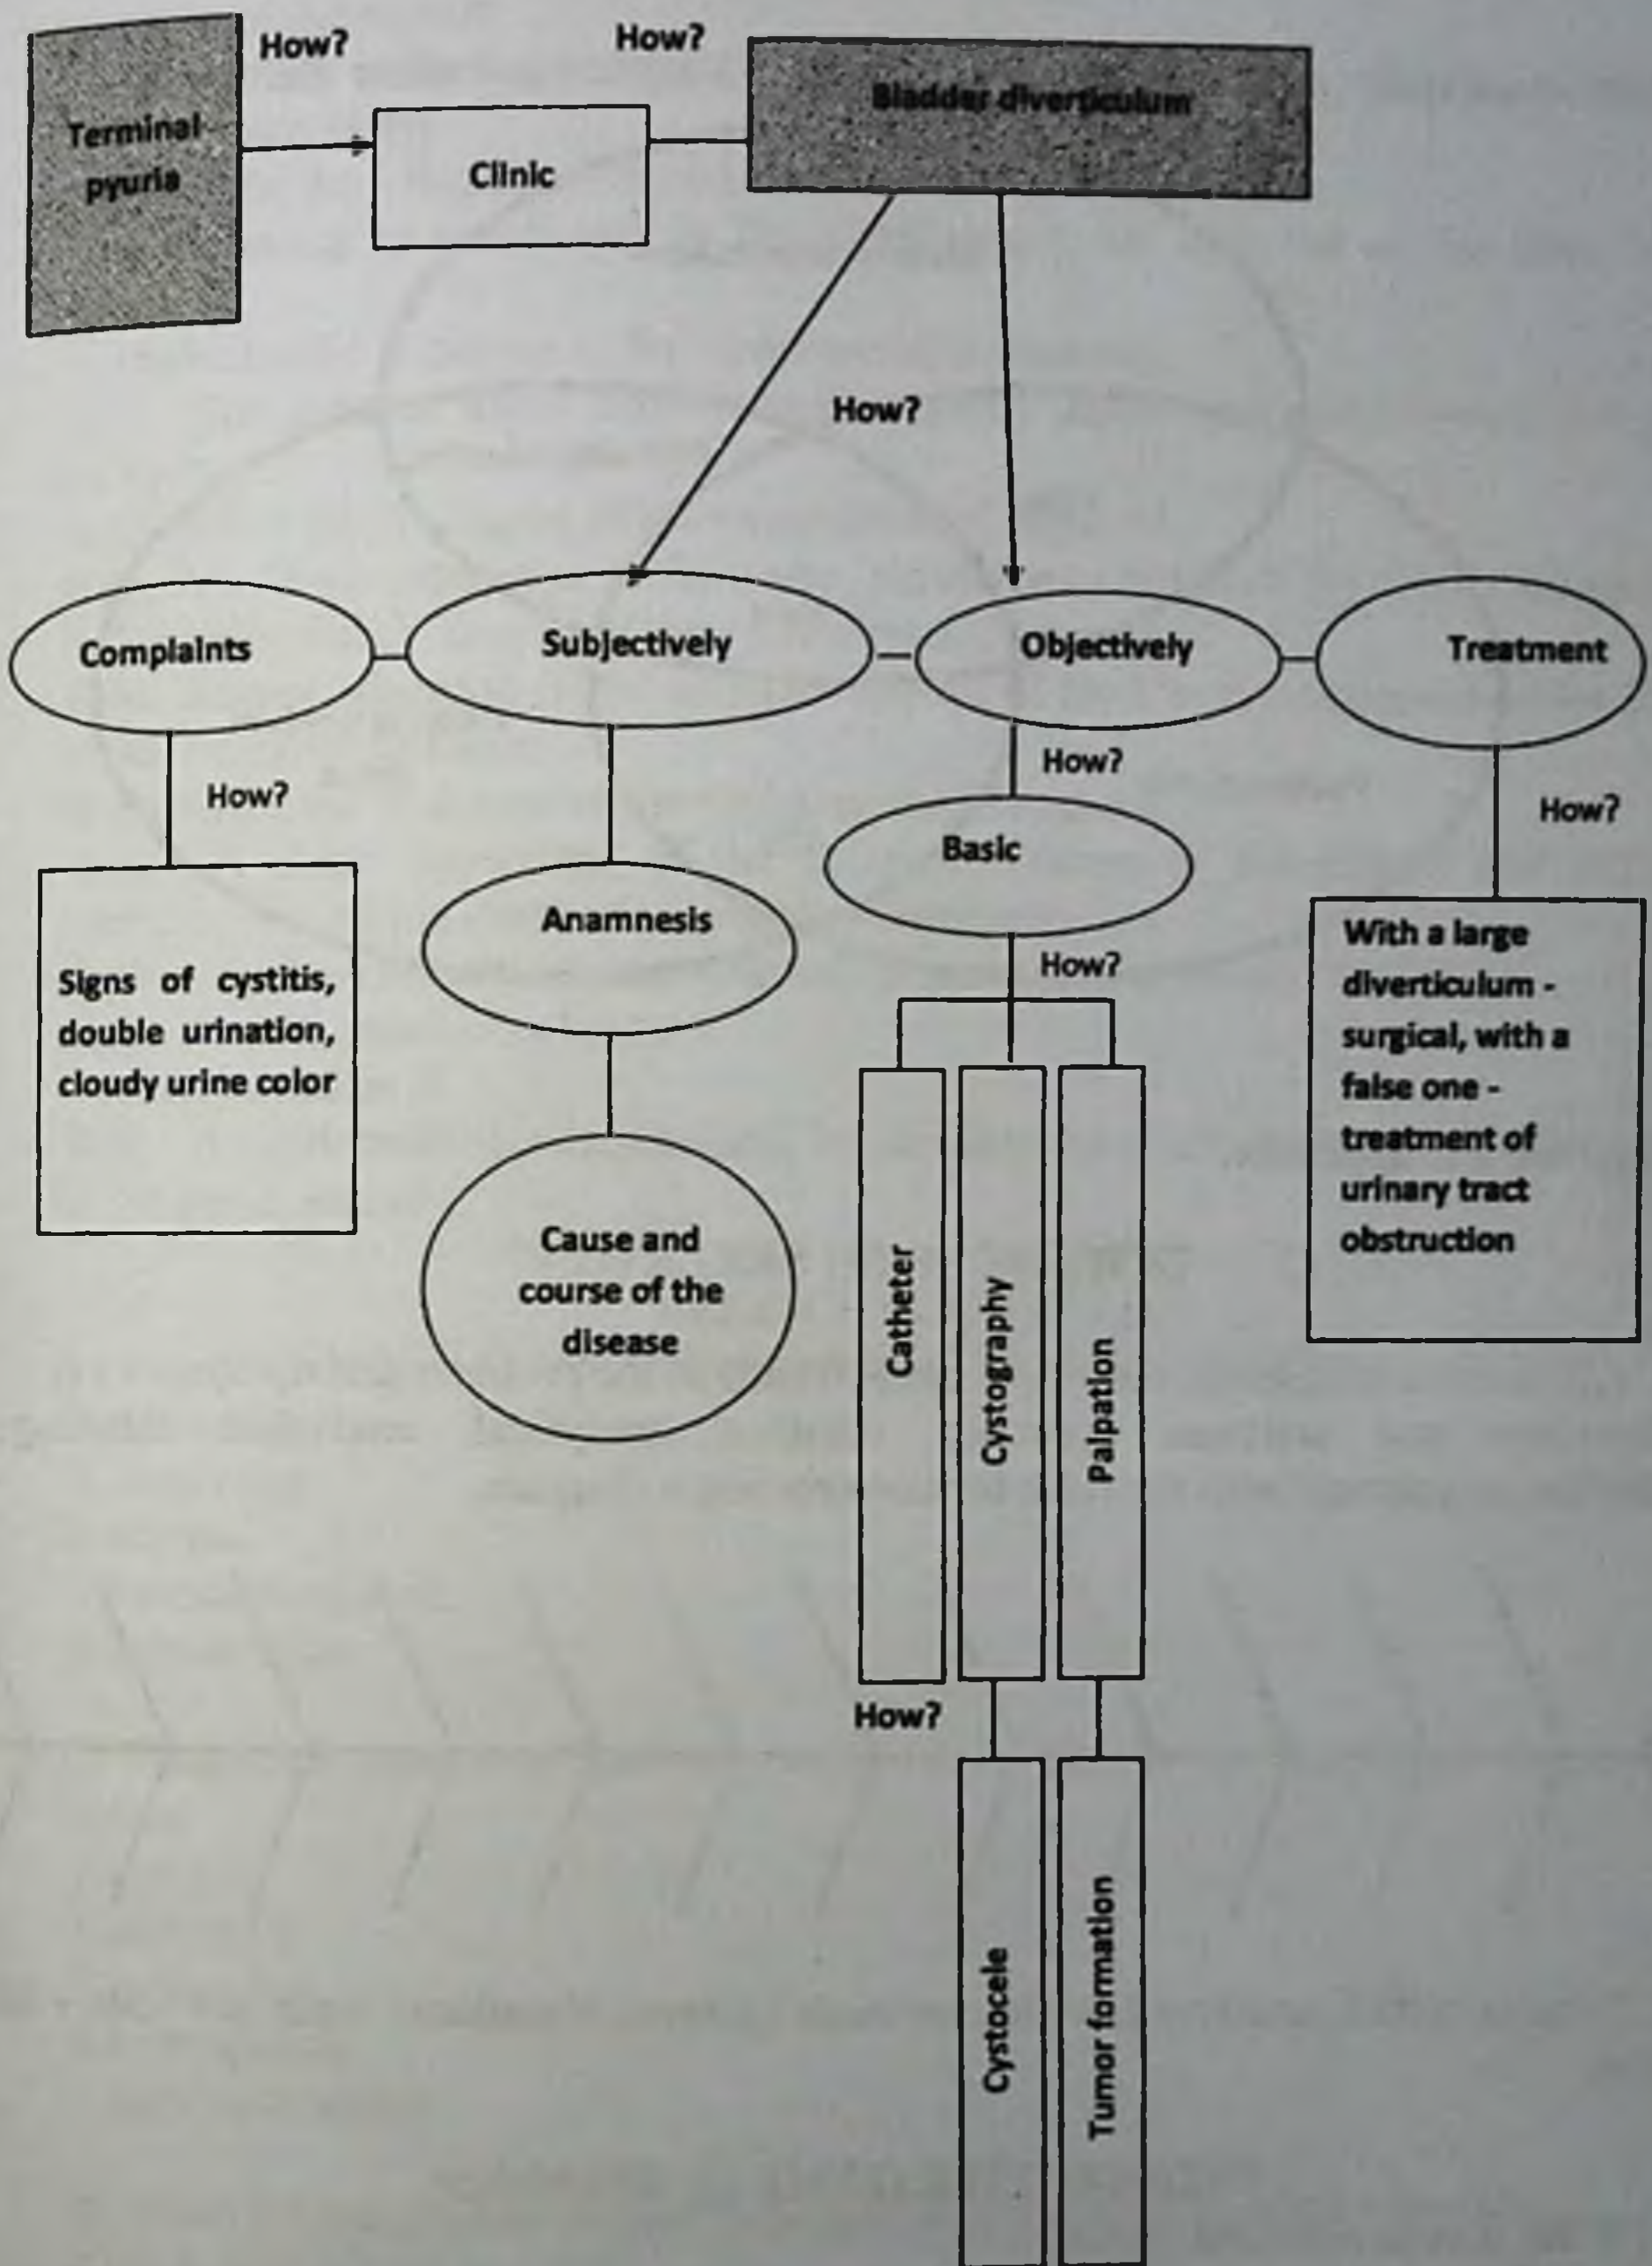 How?
How?
Terminal
pyuria
Clinic
Bladder diverticulum
How?
Complaints
Subjectively
Objectively
Treatment
How?
How?
How?
Anamnesis
Basic
How?
Signs of cystitis,
double urination,
cloudy urine color
Cause and
course of the
disease
Catheter
Cystography
Palpation
With a large
diverticulum -
surgical, with a
false one -
treatment of
urinary tract
obstruction
How?
Cystocele
Tumor formation